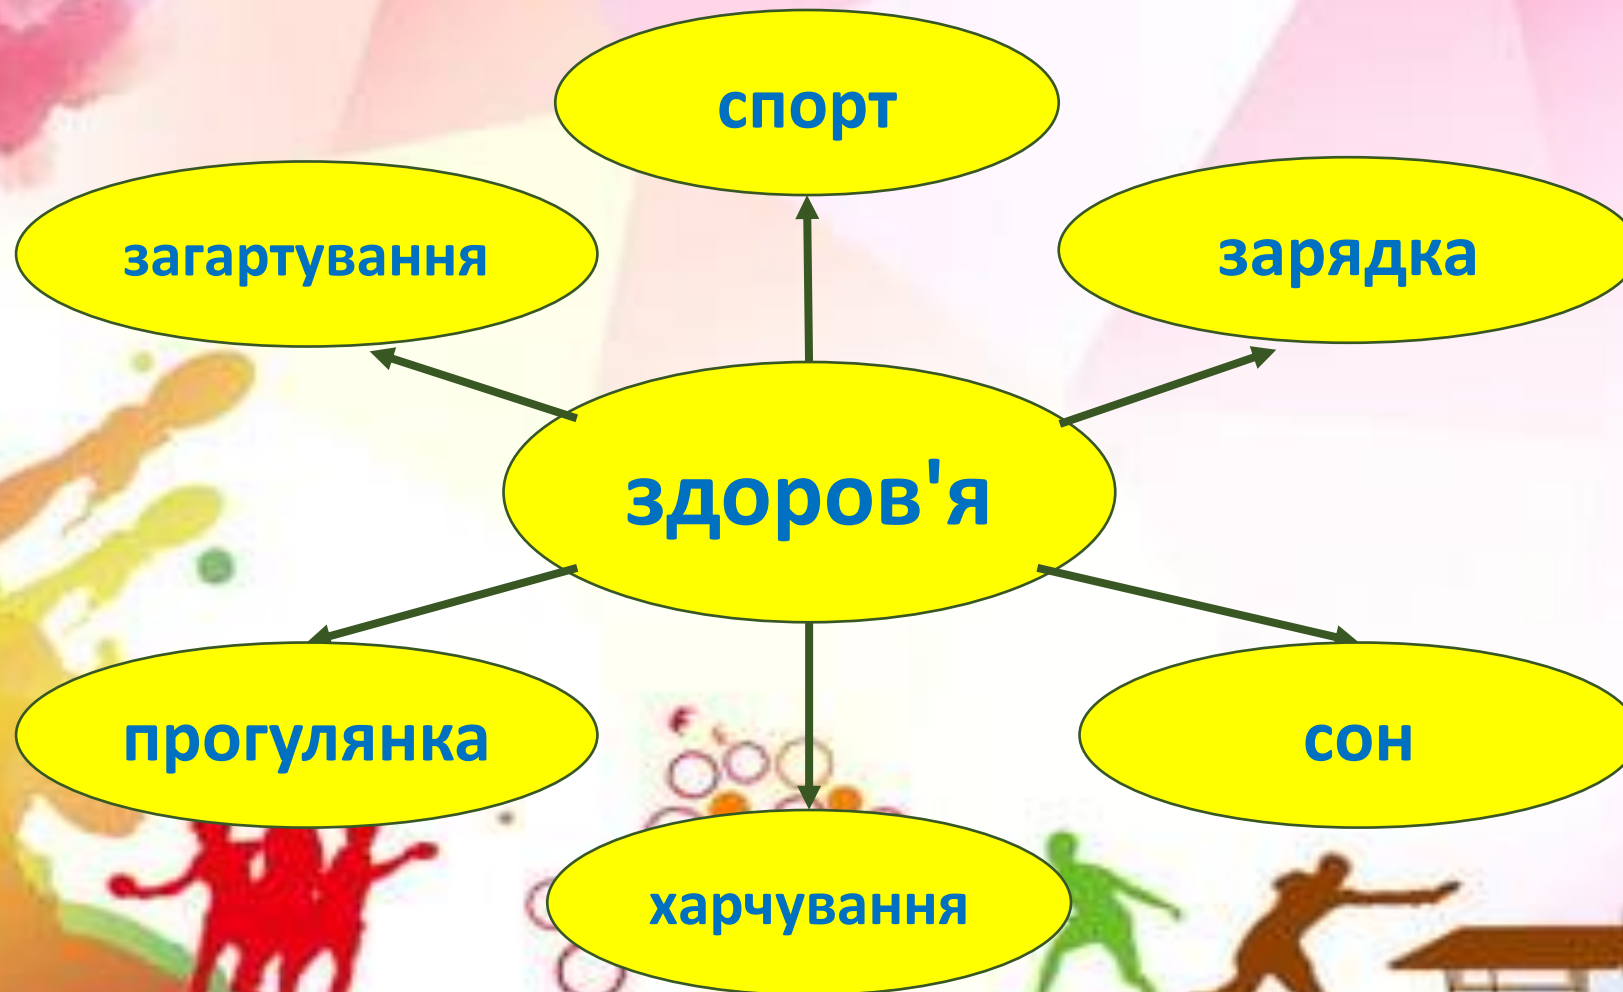 спорт
загартування
зарядка
здоров'я
прогулянка
сон
харчування